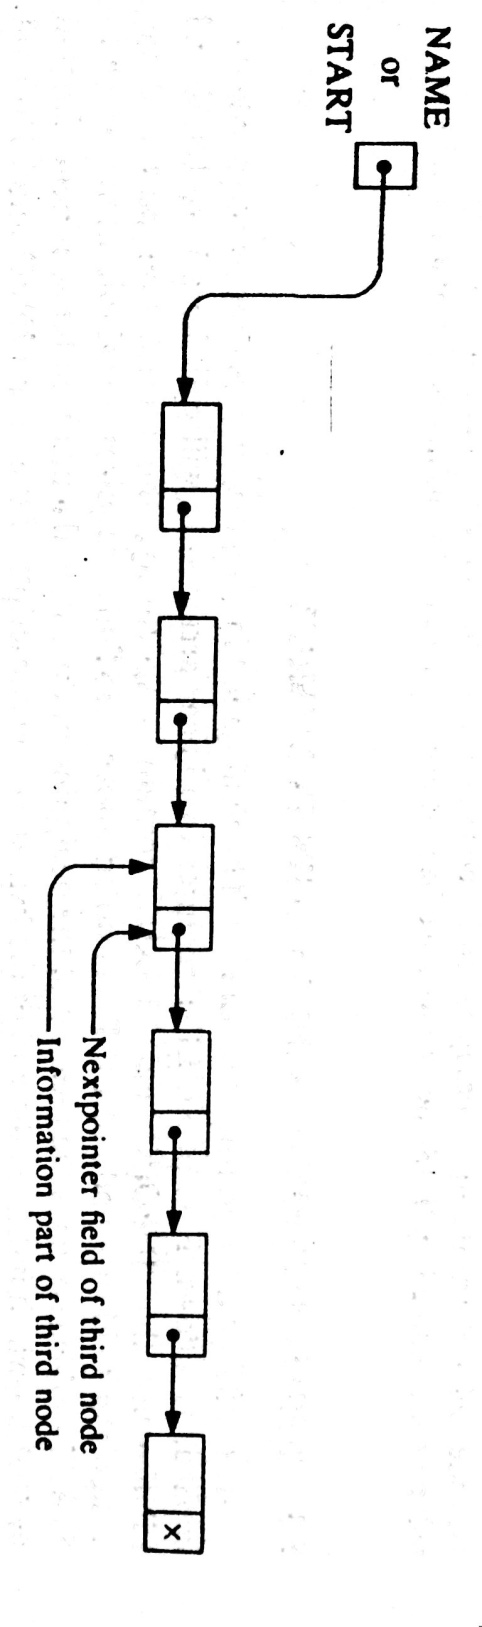 NAME
or
START
×
Nextpointer field of third node
Information part of third node